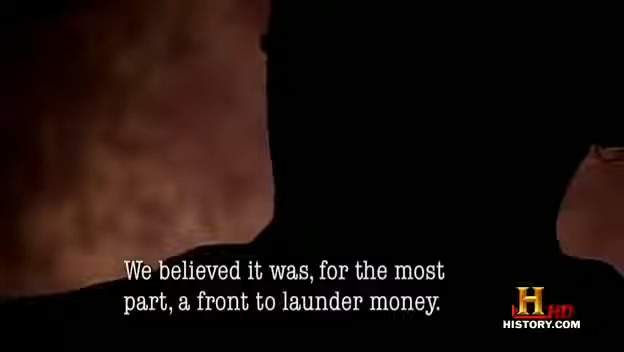 We believed it was, for the most
part, a front to launder money.
H HD
HISTORY.COM